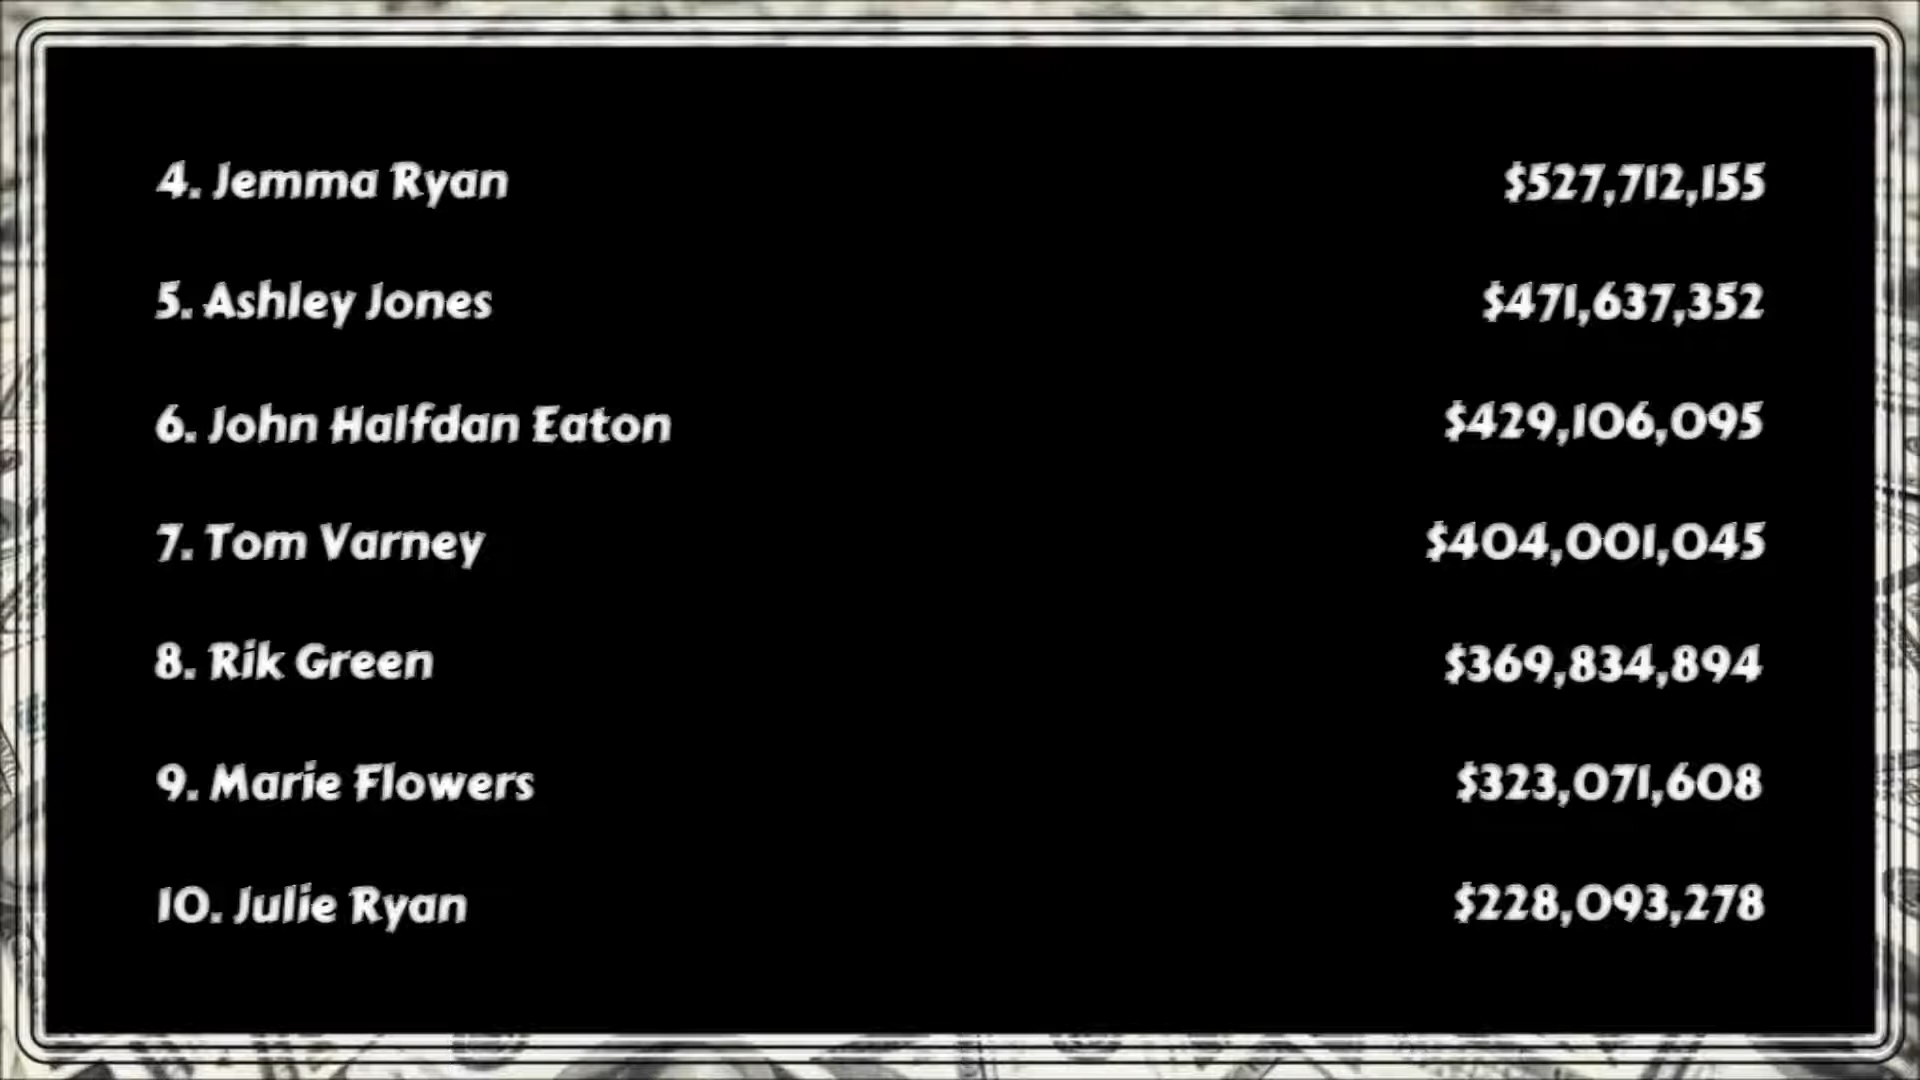 4. Jemma Ryan $527,712,155
5. Ashley Jones $471,637,352
6. John Halfdan Eaton $429,106,095
7. Tom Varney $404,001,045
8. Rik Green $369,834,894
9. Marie Flowers $323,071,608
10. Julie Ryan $228,093,278